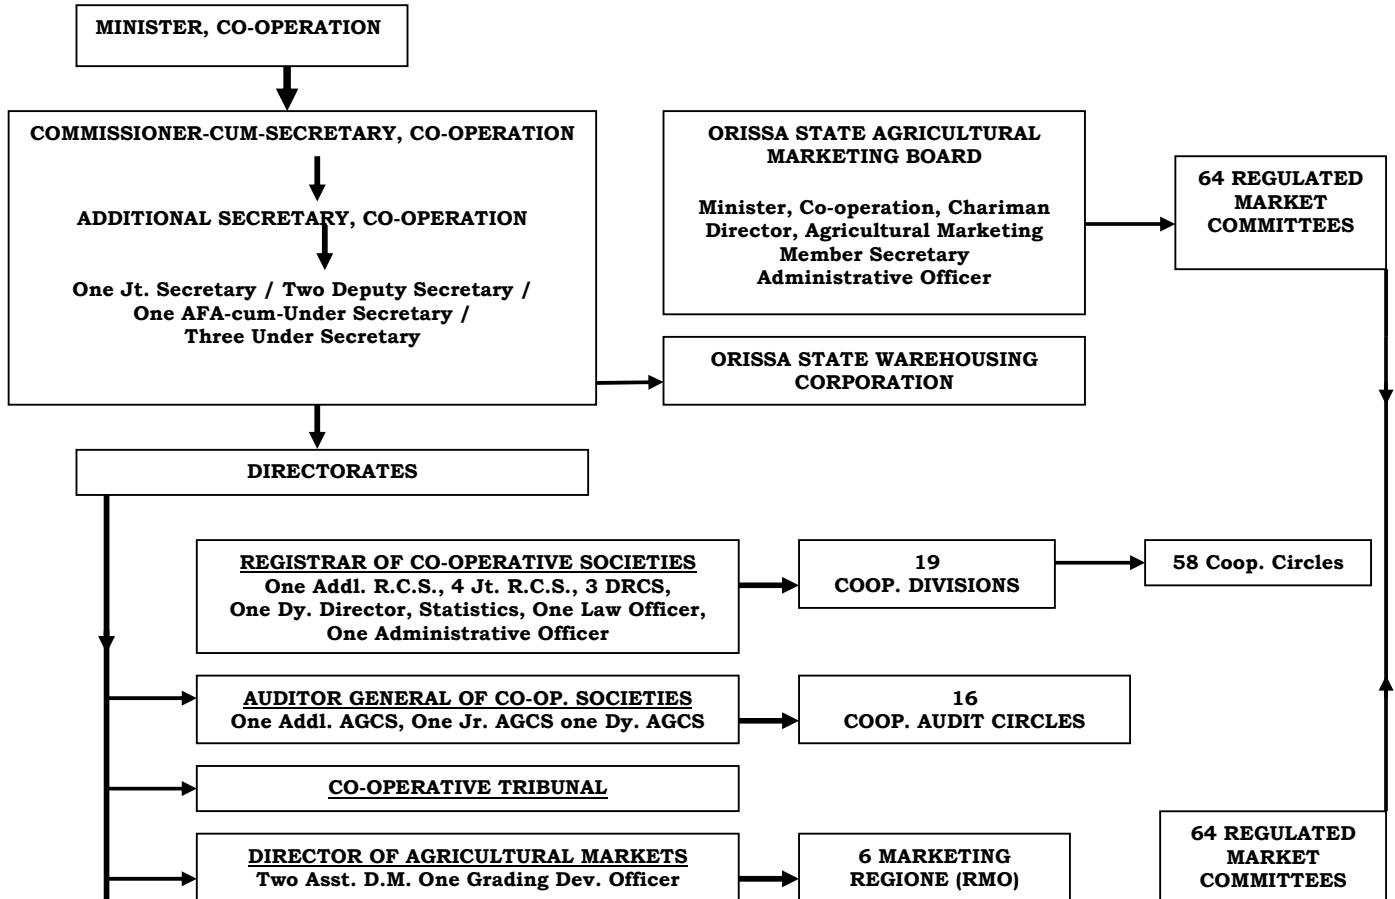 MINISTER, CO-OPERATION
COMMISSIONER-CUM-SECRETARY, CO-OPERATION
ADDITIONAL SECRETARY, CO-OPERATION
One Jt. Secretary / Two Deputy Secretary /
One AFA-cum-Under Secretary /
Three Under Secretary
ORISSA STATE AGRICULTURAL
MARKETING BOARD
Minister, Co-operation, Chariman
Director, Agricultural Marketing
Member Secretary
Administrative Officer
64 REGULATED
MARKET
COMMITTEES
ORISSA STATE WAREHOUSING
CORPORATION
DIRECTORATES
REGISTRAR OF CO-OPERATIVE SOCIETIES
One Addl. R.C.S., 4 Jt. R.C.S., 3 DRCS,
One Dy. Director, Statistics, One Law Officer,
One Administrative Officer
19
COOP. DIVISIONS
58 Coop. Circles
AUDITOR GENERAL OF CO-OP. SOCIETIES
One Addl. AGCS, One Jr. AGCS one Dy. AGCS
16
COOP. AUDIT CIRCLES
CO-OPERATIVE TRIBUNAL
DIRECTOR OF AGRICULTURAL MARKETS
Two Asst. D.M. One Grading Dev. Officer
6 MARKETING
REGIONE (RMO)
64 REGULATED
MARKET
COMMITTEES